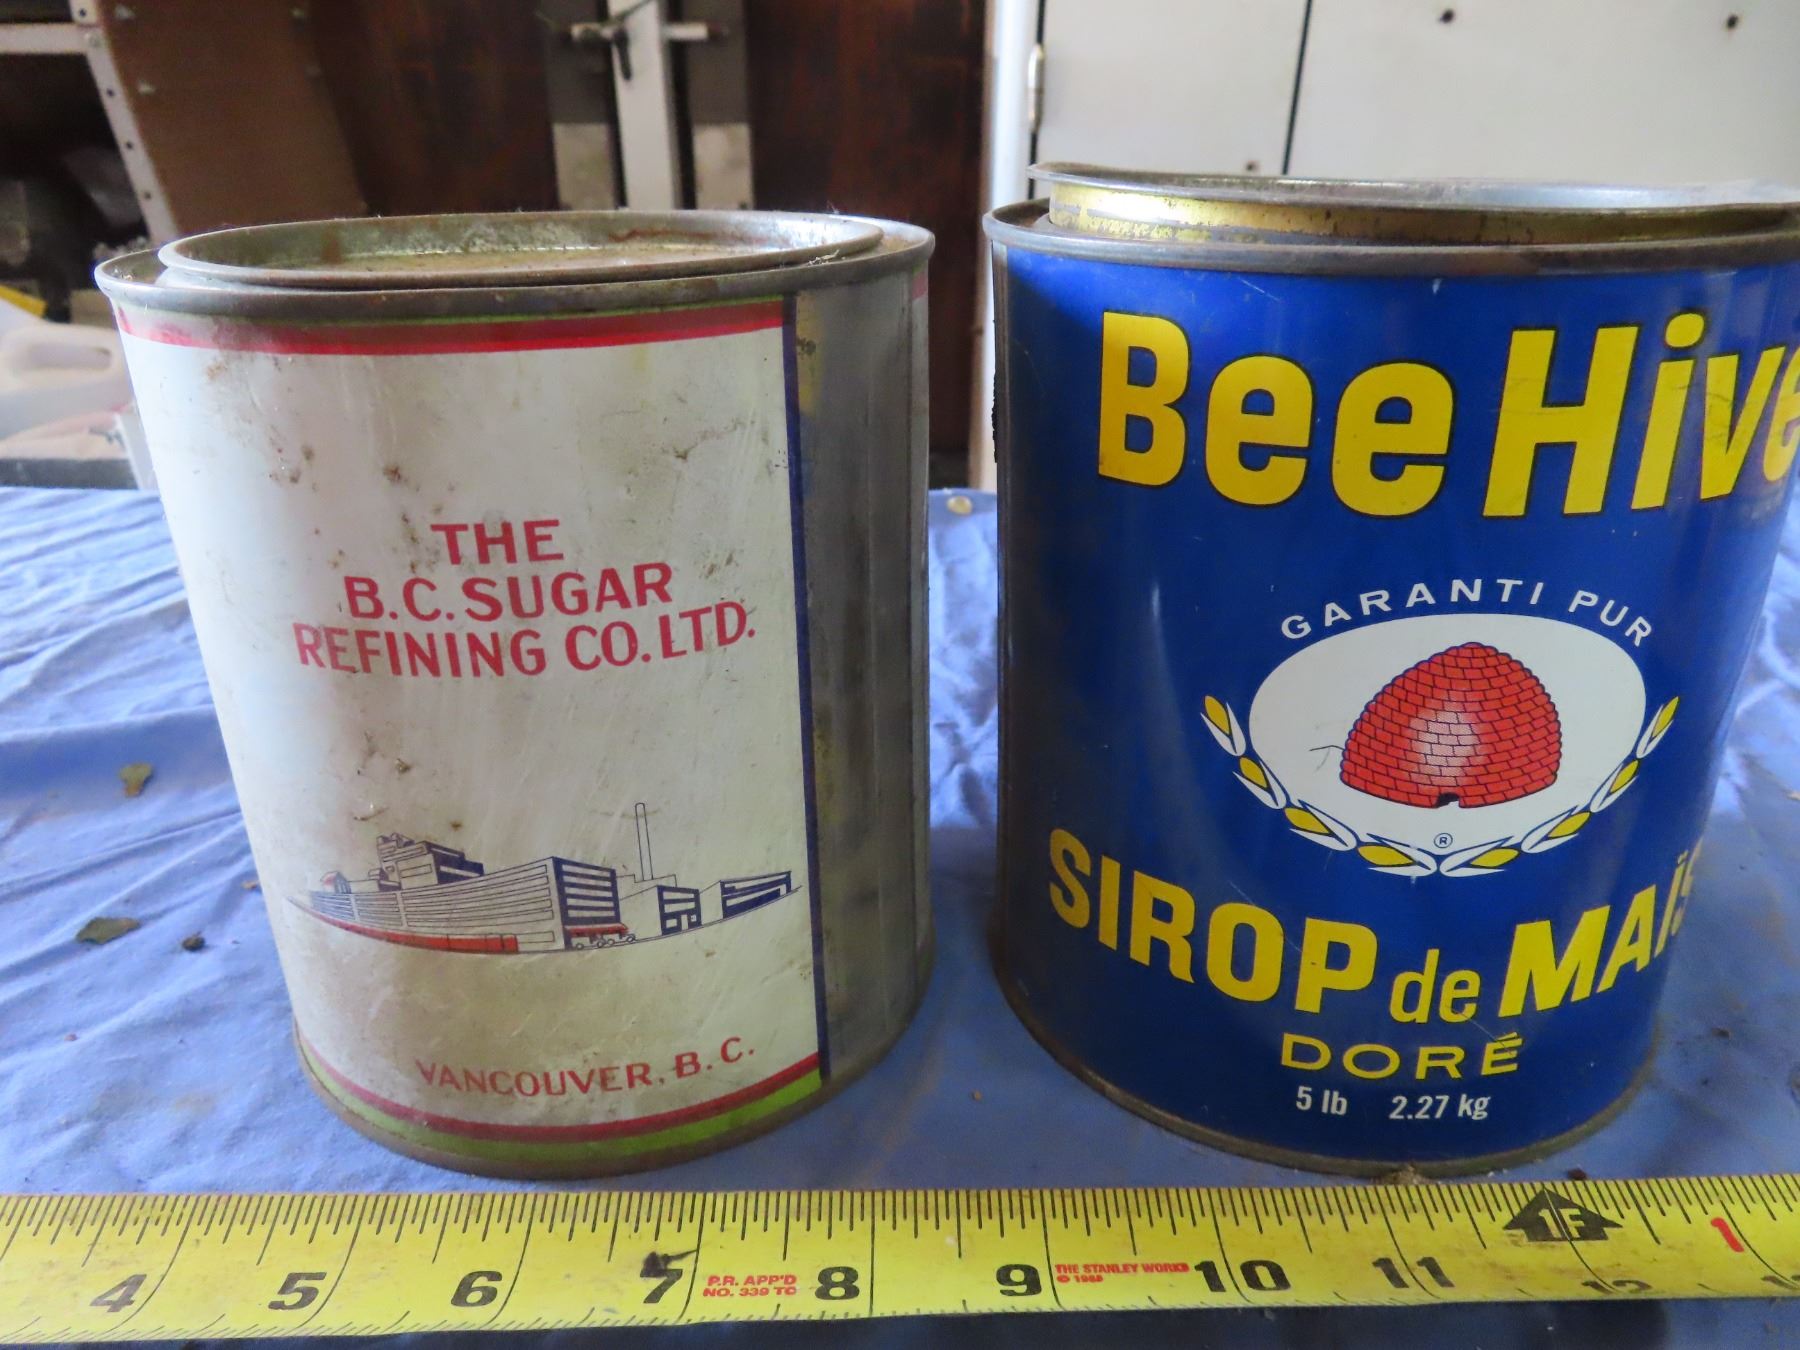 THE
B.C. SUGAR
REFINING CO. LTD.
VANCOUVER, B.C.
Bee Hive
GARANTI PUR
®
SIROP de MAÏS
DORÉ
5 lb 2.27 kg
4 5 6 7 8 9 10 11 12
P.R. APP'D
NO. 339 TC
THE STANLEY WORKS
© 1988
1F
1